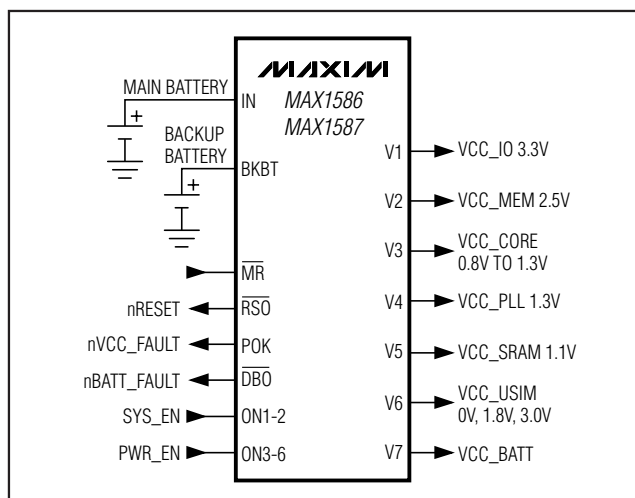 MAXIM
MAX1586
MAX1587
MAIN BATTERY
+
IN
BACKUP
BATTERY
+
BKBT
MR
nRESET
RSO
nVCC_FAULT
POK
nBATT_FAULT
DBO
SYS_EN
ON1-2
PWR_EN
ON3-6
V1
VCC_IO 3.3V
V2
VCC_MEM 2.5V
V3
VCC_CORE
0.8V TO 1.3V
V4
VCC_PLL 1.3V
V5
VCC_SRAM 1.1V
V6
VCC_USIM
0V, 1.8V, 3.0V
V7
VCC_BATT